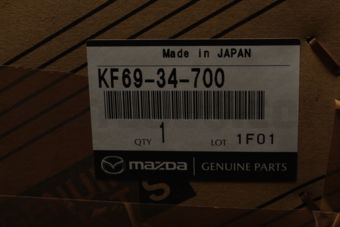 Made in JAPAN
KF69-34-700
QTY 1 LOT 1F01
mazda GENUINE PARTS